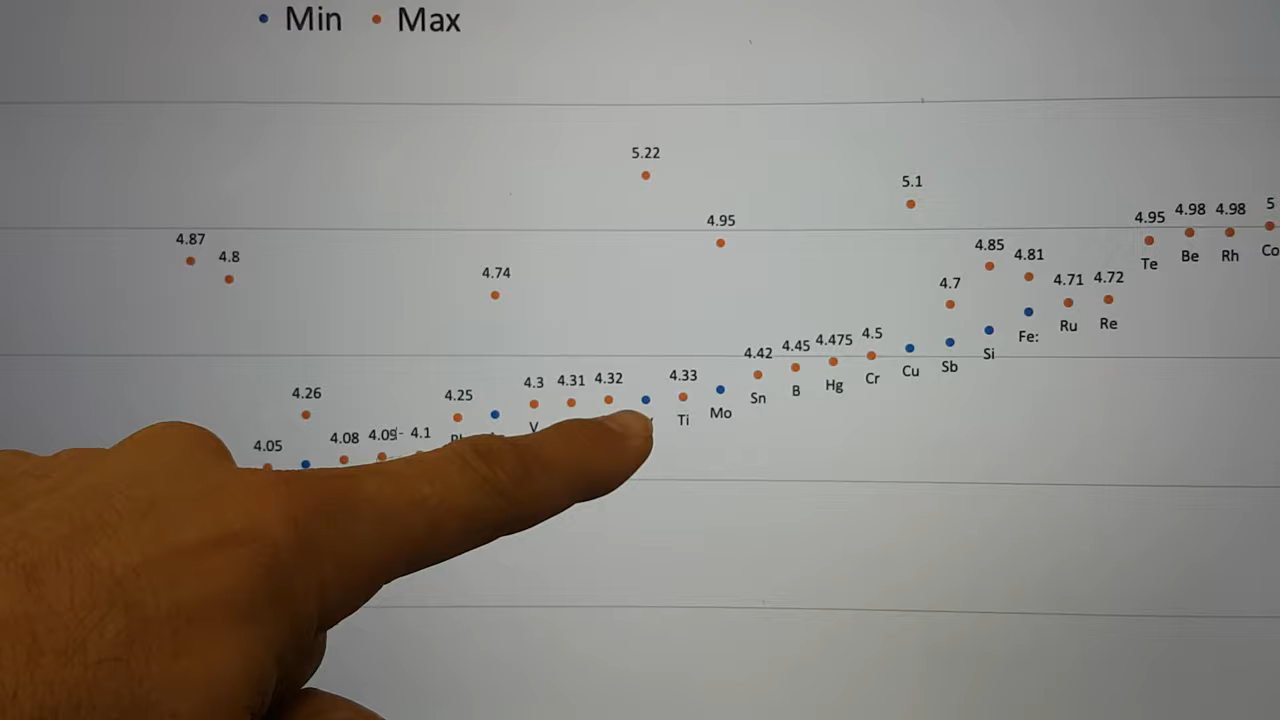 Min Max
5.22
5.1
4.95
4.95 4.98 4.98 5
4.87
4.8
4.85
4.81
4.74
4.7
4.71 4.72
Te Be Rh Co
4.26
4.25
4.3 4.31 4.32
4.33
4.42 4.45 4.475 4.5
Fe: Ru Re
4.05
4.08 4.09 4.1
V
Ti Mo Sn B Hg Cr Cu Sb Si